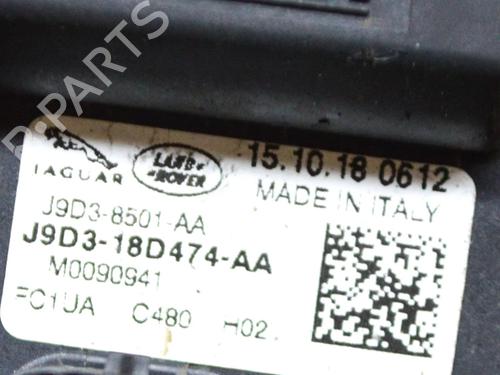 B-PARTS
15.10.18 0612
JAGUAR
LAND
ROVER
MADE IN ITALY
J9D3-8501-AA
J9D3-18D474-AA
M0090941
FC1UA C480 H02